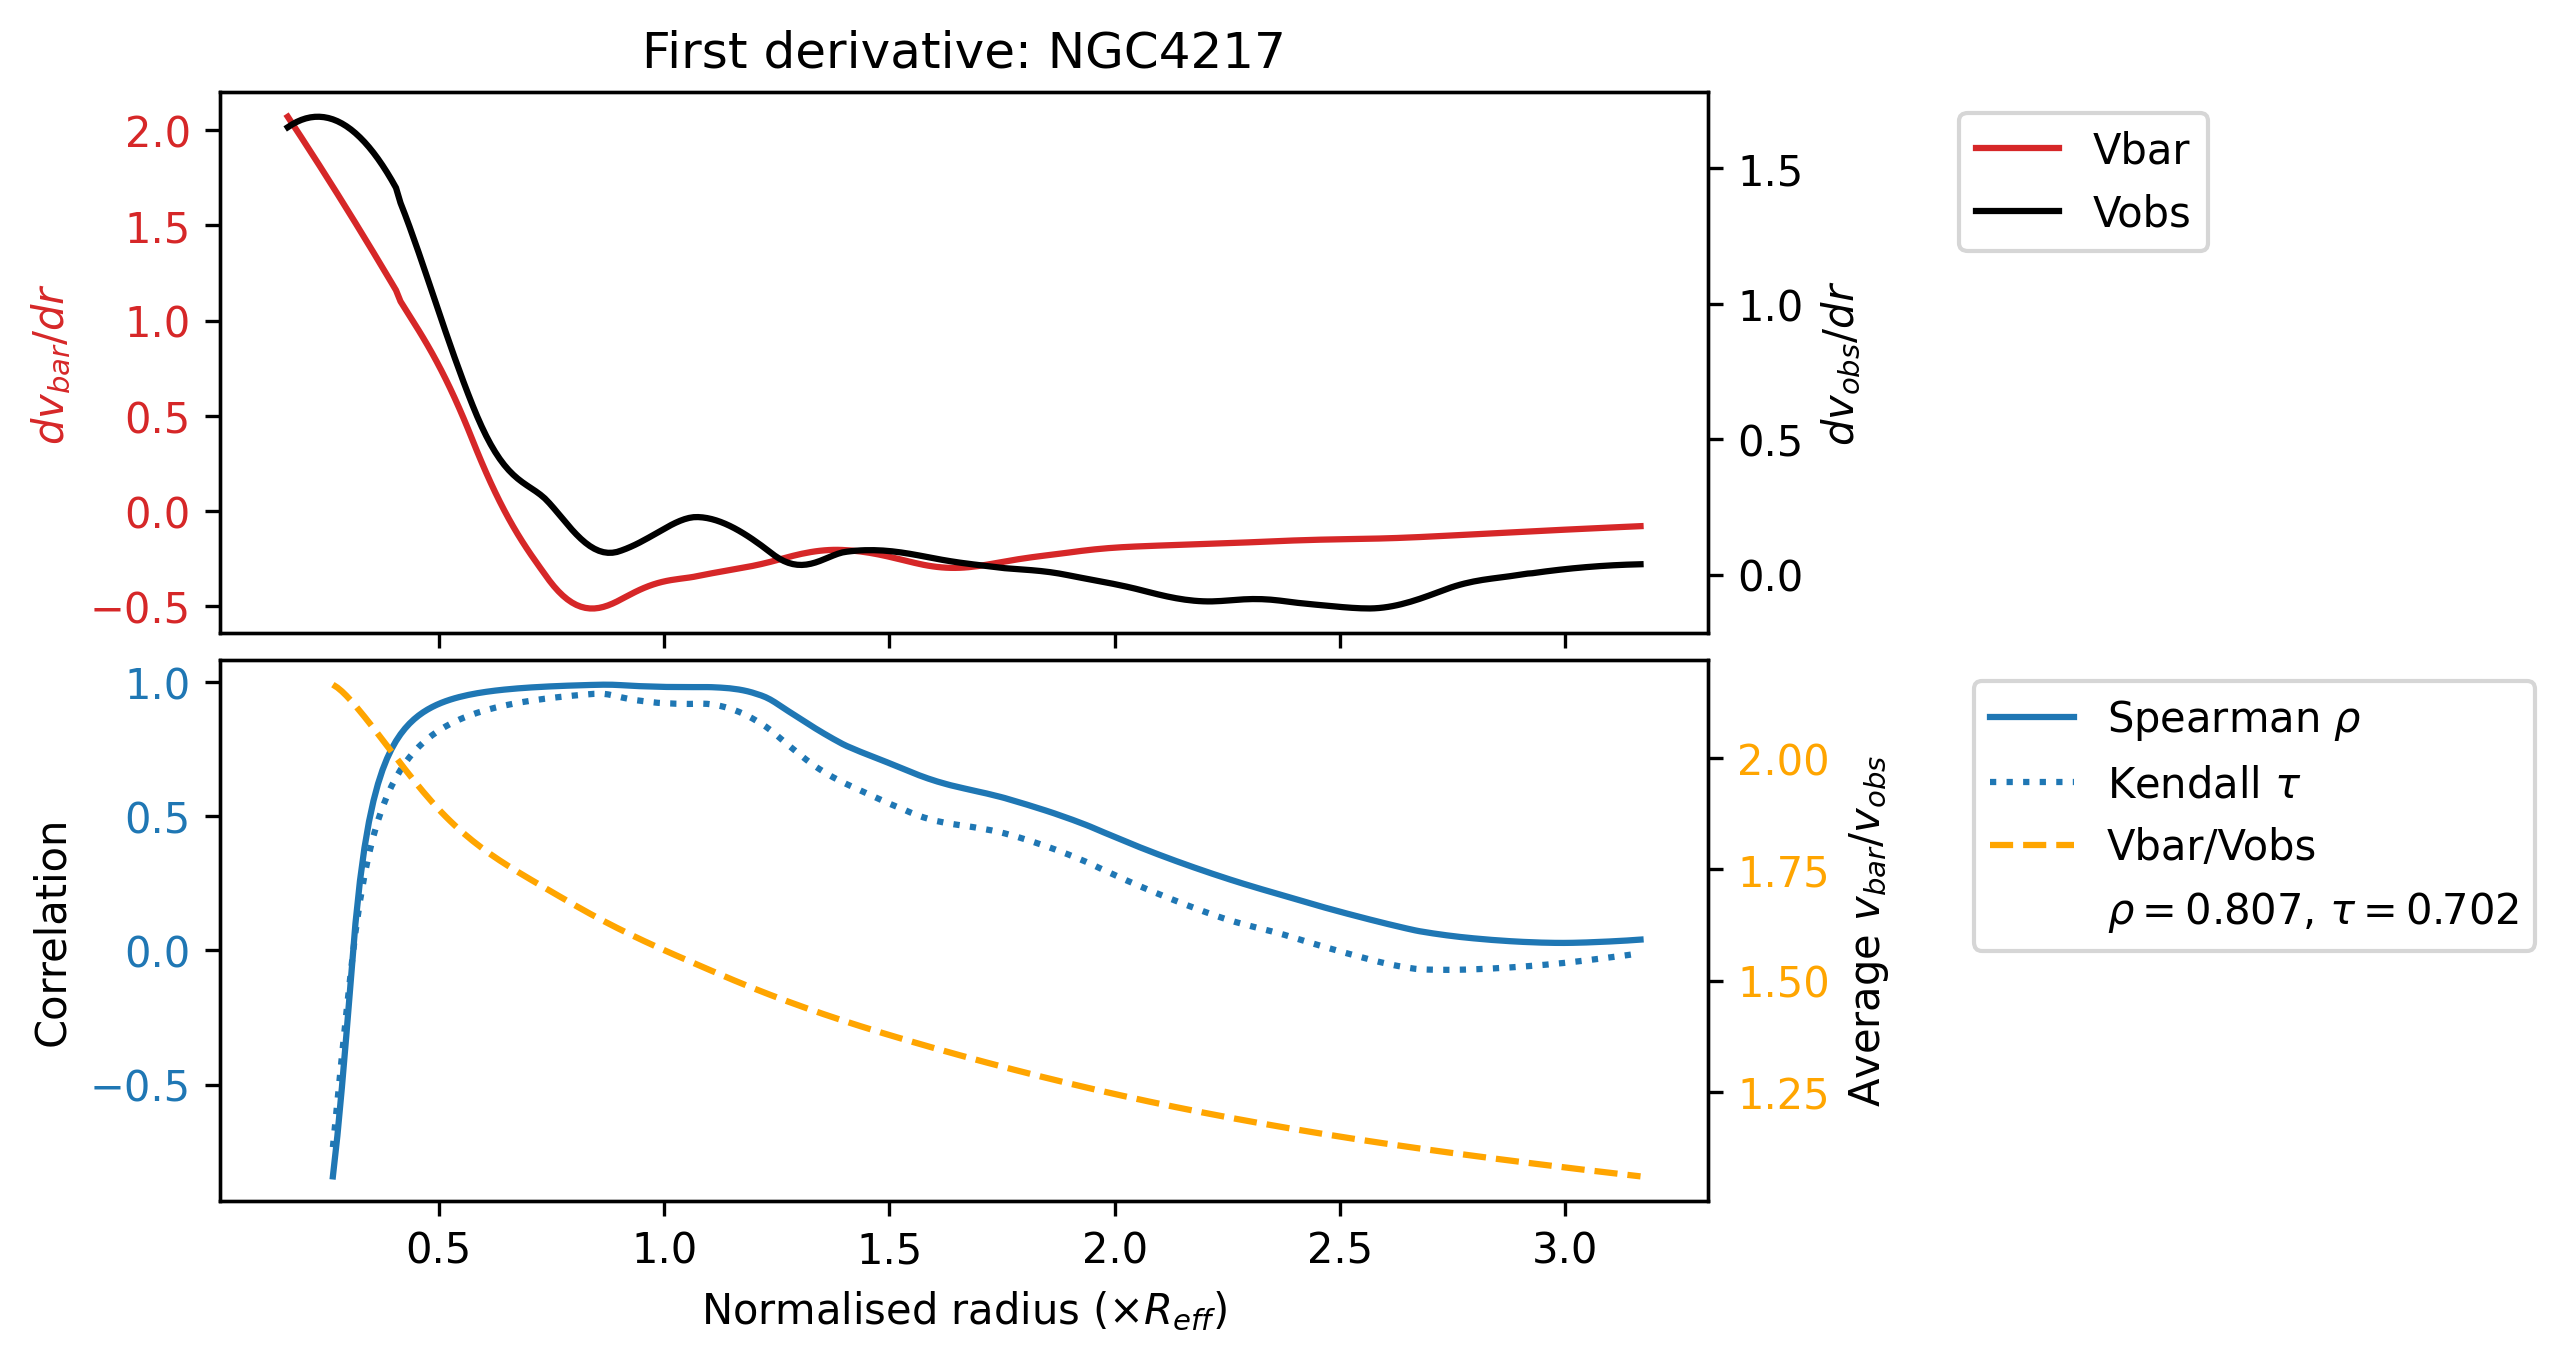 First derivative: NGC4217
2.0
1.5
1.0
0.5
0.0
−0.5
dv_bar/dr
1.5
1.0
0.5
0.0
dv_obs/dr
Vbar
Vobs
1.0
0.5
0.0
−0.5
Correlation
2.00
1.75
1.50
1.25
Average v_bar/v_obs
Spearman ρ
Kendall τ
Vbar/Vobs
ρ = 0.807, τ = 0.702
0.5 1.0 1.5 2.0 2.5 3.0
Normalised radius (×R_eff)